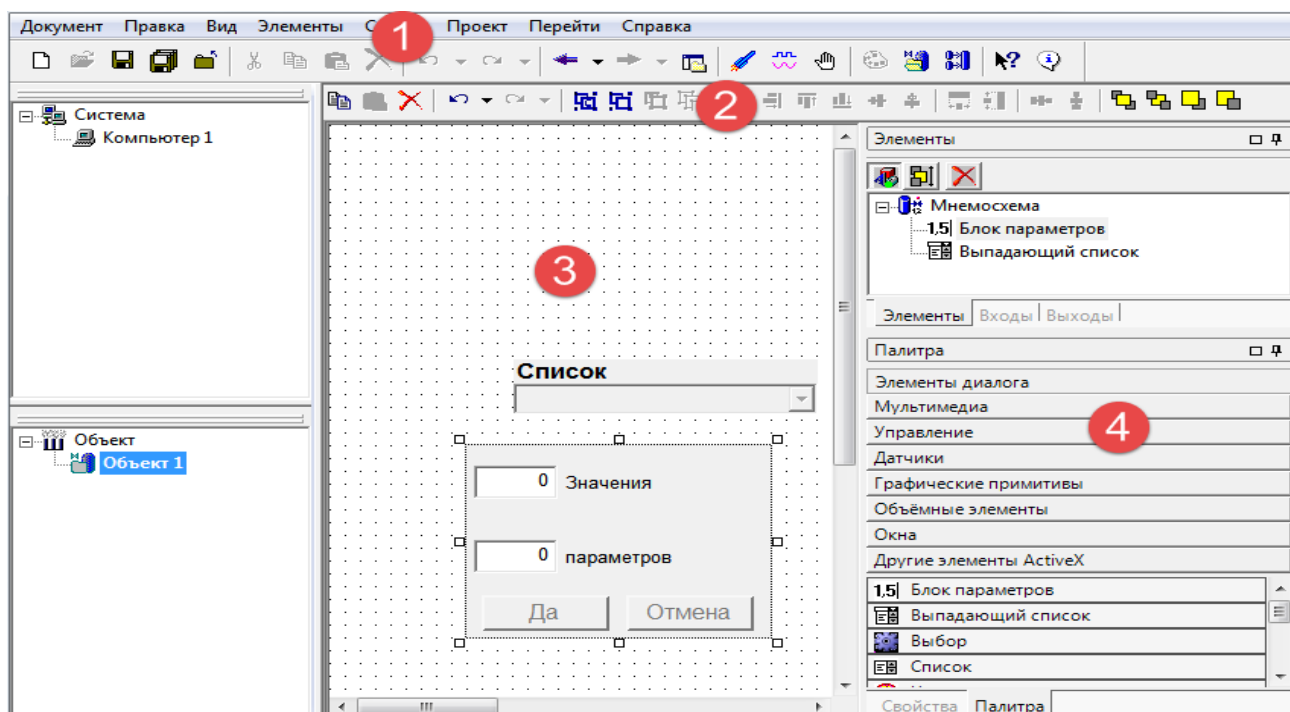 Документ Правка Вид Элементы Проект Перейти Справка
1
2
Система
Компьютер 1
Объект
Объект 1
3
Список
0 Значения
0 параметров
Да Отмена
Элементы
Мнемосхема
1,5 Блок параметров
Выпадающий список
Элементы Входы Выходы
Палитра
Элементы диалога
Мультимедиа
4
Управление
Датчики
Графические примитивы
Объёмные элементы
Окна
Другие элементы ActiveX
1,5 Блок параметров
Выпадающий список
Выбор
Список
Свойства Палитра